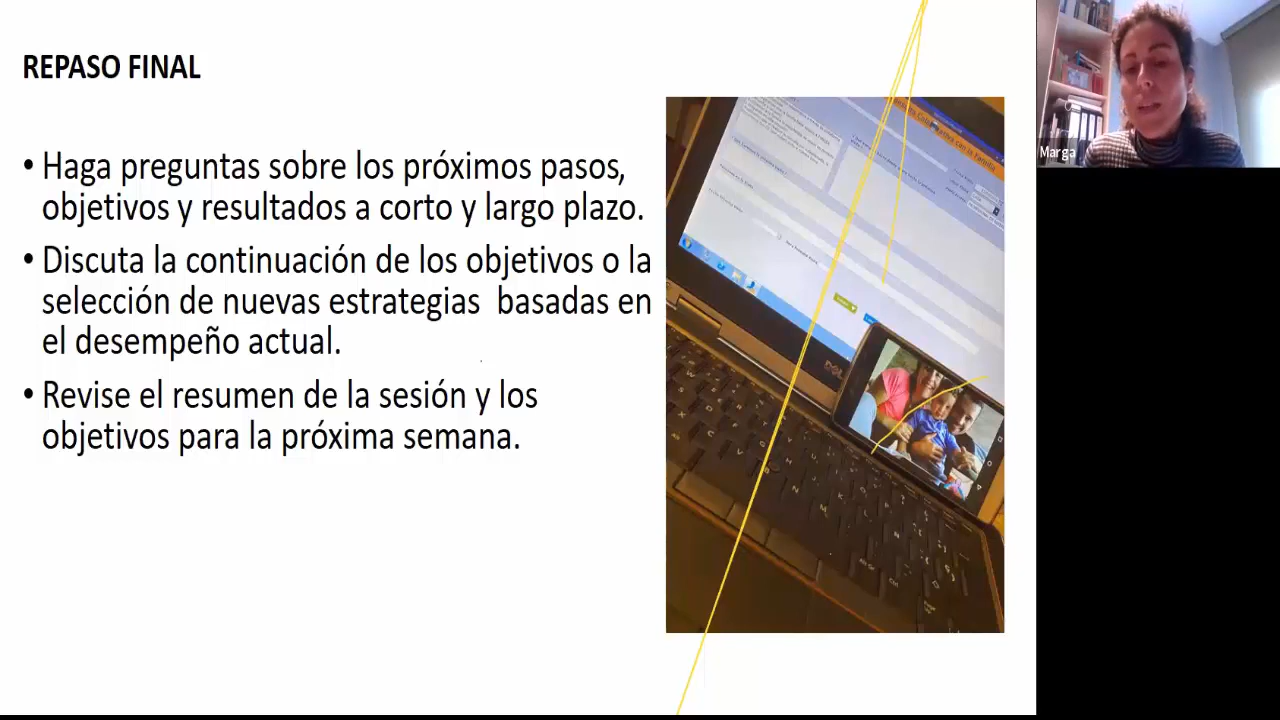 REPASO FINAL
• Haga preguntas sobre los próximos pasos,
objetivos y resultados a corto y largo plazo.
• Discuta la continuación de los objetivos o la
selección de nuevas estrategias basadas en
el desempeño actual.
• Revise el resumen de la sesión y los
objetivos para la próxima semana.
Marga